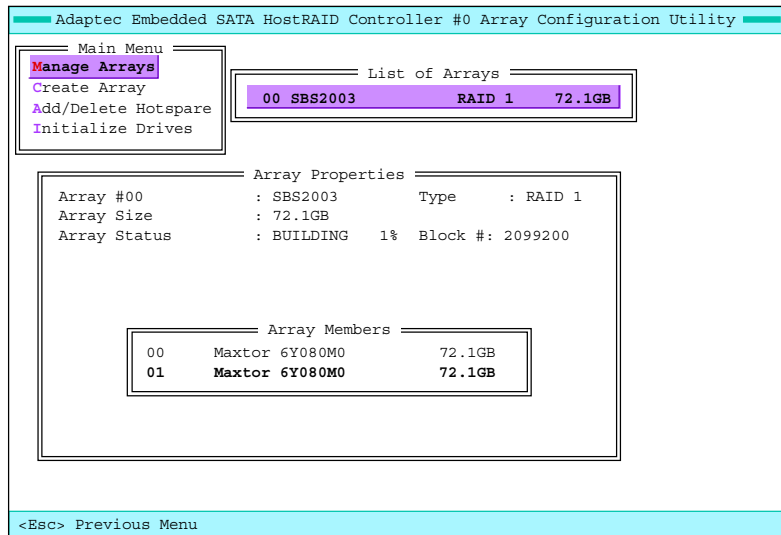 Adaptec Embedded SATA HostRAID Controller #0 Array Configuration Utility
Main Menu
Manage Arrays
Create Array
Add/Delete Hotspare
Initialize Drives
List of Arrays
00 SBS2003 RAID 1 72.1GB
Array Properties
Array #00 : SBS2003 Type : RAID 1
Array Size : 72.1GB
Array Status : BUILDING 1% Block #: 2099200
Array Members
00 Maxtor 6Y080M0 72.1GB
01 Maxtor 6Y080M0 72.1GB
<Esc> Previous Menu